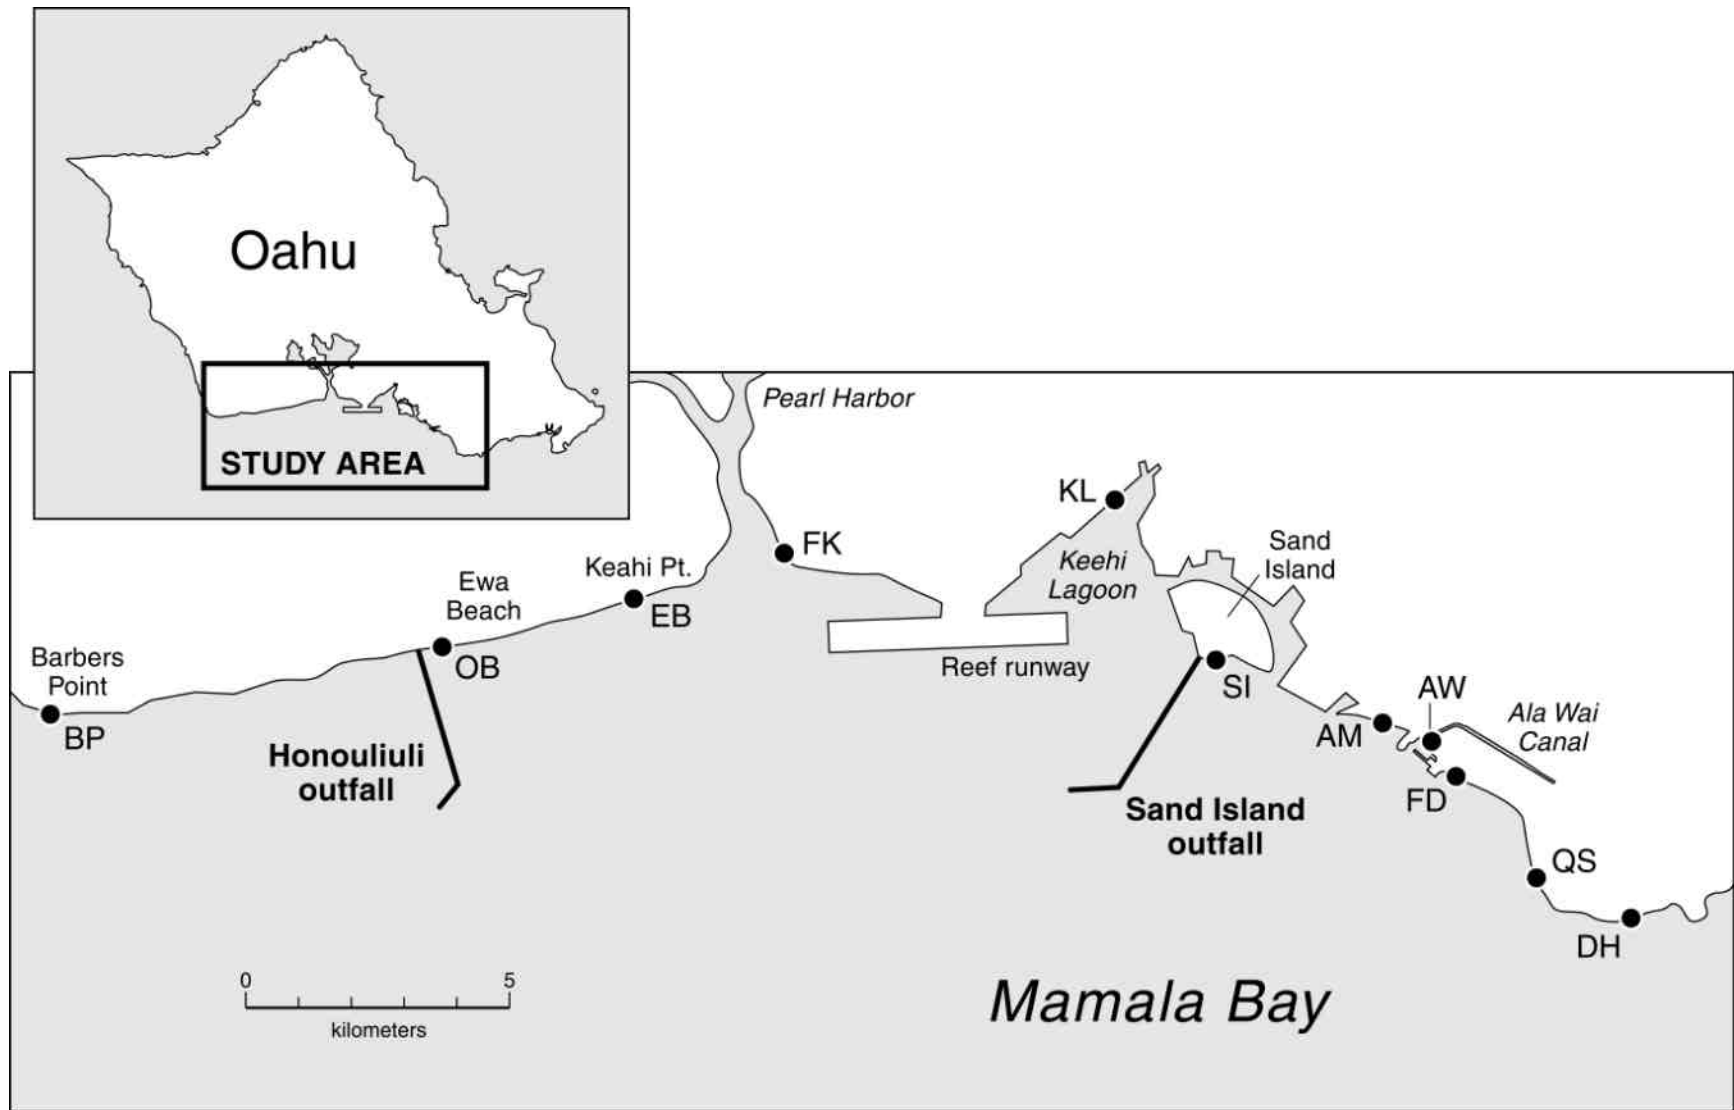 Oahu
STUDY AREA
Pearl Harbor
KL
FK
Sand
Island
Keehi
Lagoon
Keahi Pt.
Ewa
Beach
EB
Barbers
Point
OB
Reef runway
SI
AW
Ala Wai
Canal
BP
AM
Honouliuli
outfall
FD
Sand Island
outfall
QS
DH
0
5
kilometers
Mamala Bay